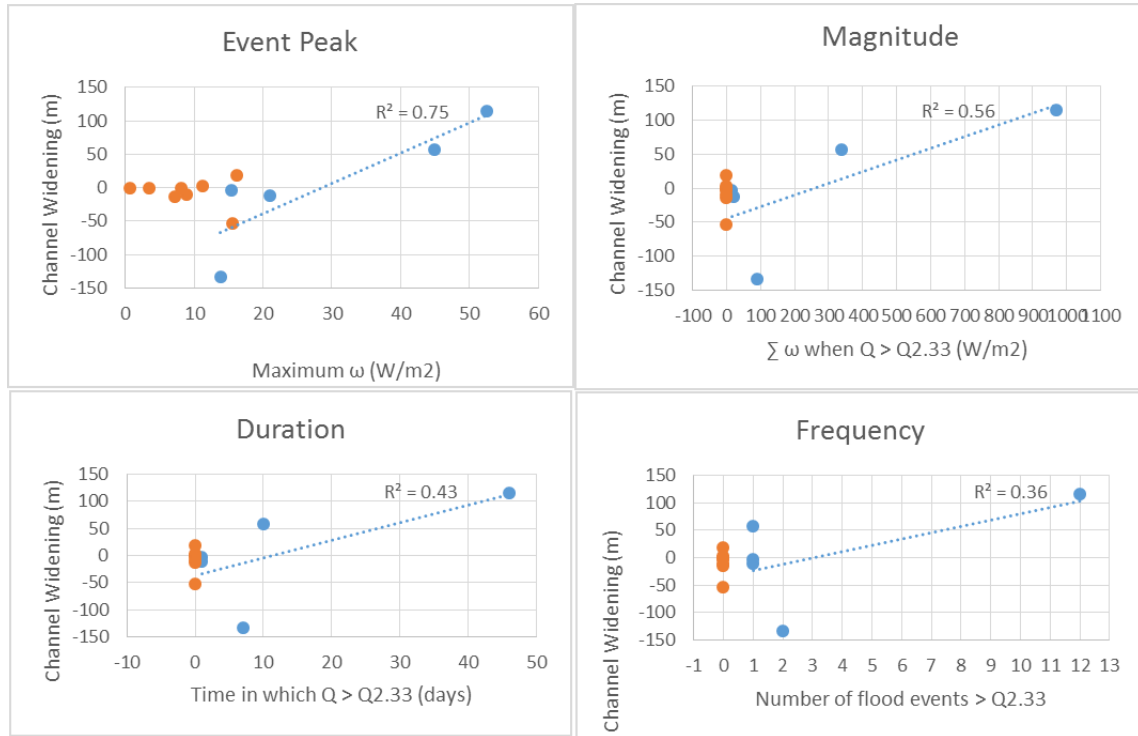 Event Peak
Channel Widening (m)
150
100
50
0
-50
-100
-150
R² = 0.75
0 10 20 30 40 50 60
Maximum ω (W/m2)
Magnitude
Channel Widening (m)
150
100
50
0
-50
-100
-150
R² = 0.56
-100 0 100 200 300 400 500 600 700 800 900 1000 1100
∑ ω when Q > Q2.33 (W/m2)
Duration
Channel Widening (m)
150
100
50
0
-50
-100
-150
R² = 0.43
-10 0 10 20 30 40 50
Time in which Q > Q2.33 (days)
Frequency
Channel Widening (m)
150
100
50
0
-50
-100
-150
R² = 0.36
-1 0 1 2 3 4 5 6 7 8 9 10 11 12 13
Number of flood events > Q2.33